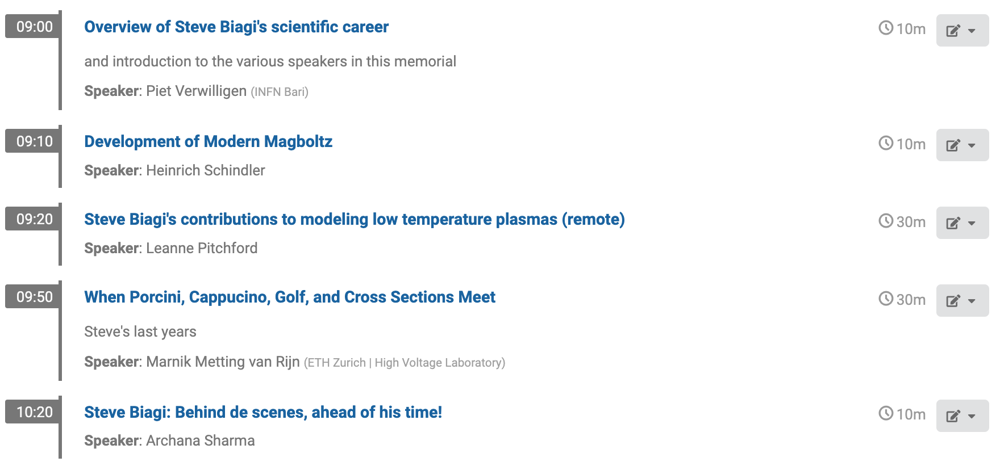 09:00 Overview of Steve Biagi's scientific career 10m
and introduction to the various speakers in this memorial
Speaker: Piet Verwilligen (INFN Bari)
09:10 Development of Modern Magboltz 10m
Speaker: Heinrich Schindler
09:20 Steve Biagi's contributions to modeling low temperature plasmas (remote) 30m
Speaker: Leanne Pitchford
09:50 When Porcini, Cappucino, Golf, and Cross Sections Meet 30m
Steve's last years
Speaker: Marnik Metting van Rijn (ETH Zurich | High Voltage Laboratory)
10:20 Steve Biagi: Behind de scenes, ahead of his time! 10m
Speaker: Archana Sharma